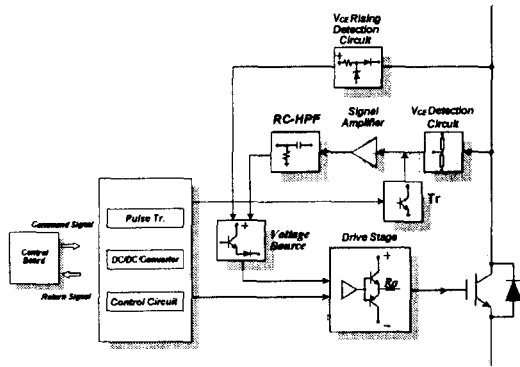 VCE Rising
Detection
Circuit
RC-HPF
Signal
Amplifier
VCE Detection
Circuit
Tr
Command Signal
Control
Board
Return Signal
Pulse Tr.
DC/DC Converter
Control Circuit
Voltage
Source
Drive Stage
Rg